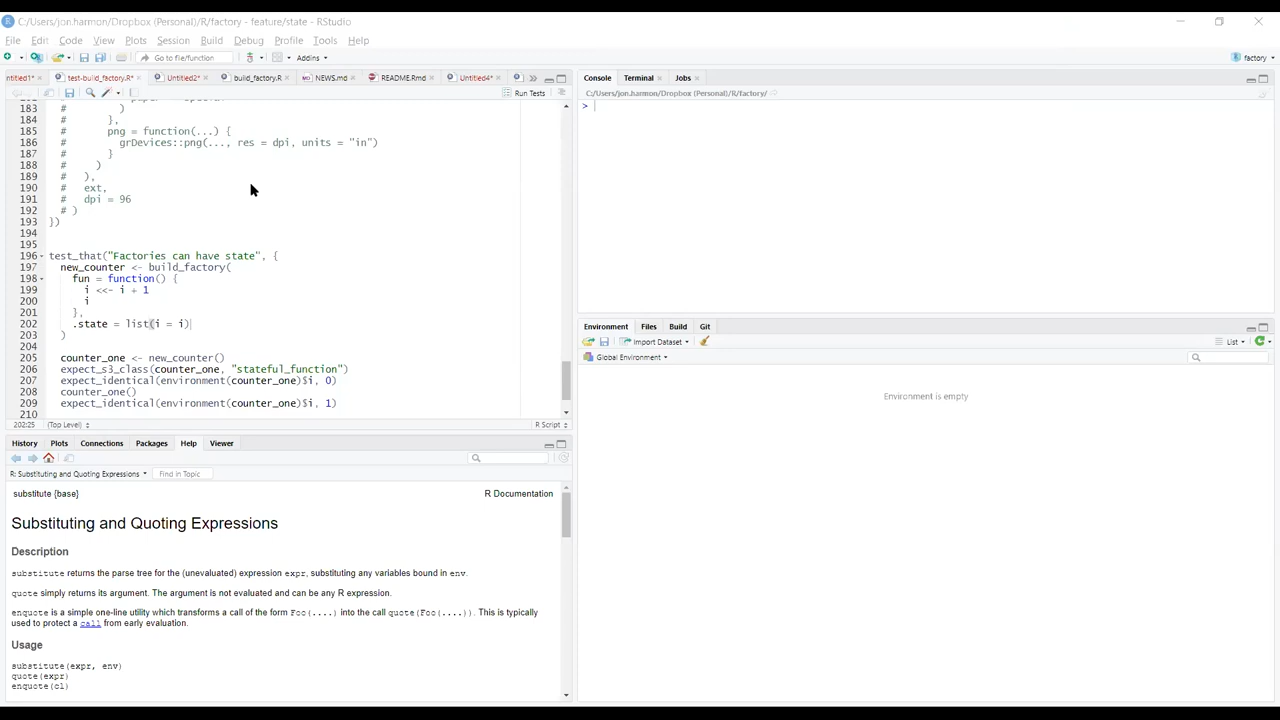 C:/Users/jon.harmon/Dropbox (Personal)/R/factory - feature/state - RStudio
File Edit Code View Plots Session Build Debug Profile Tools Help
Go to file/function Addins factory
ntitled1* test-build_factory.R* Untitled2* build_factory.R NEWS.md README.Rmd Untitled4*
Run Tests
183 # )
184 # },
185 # png = function(...) {
186 # grDevices::png(..., res = dpi, units = "in")
187 # }
188 # )
189 # ),
190 # ext,
191 # dpi = 96
192 # )
193 })
194
195
196 test_that("Factories can have state", {
197 new_counter <- build_factory(
198 fun = function() {
199 i <<- i + 1
200 i
201 },
202 .state = list(i = i)
203 )
204
205 counter_one <- new_counter()
206 expect_s3_class(counter_one, "stateful_function")
207 expect_identical(environment(counter_one)$i, 0)
208 counter_one()
209 expect_identical(environment(counter_one)$i, 1)
210
202:25 (Top Level) R Script
History Plots Connections Packages Help Viewer
R: Substituting and Quoting Expressions Find in Topic
substitute {base} R Documentation
Substituting and Quoting Expressions
Description
substitute returns the parse tree for the (unevaluated) expression expr, substituting any variables bound in env.
quote simply returns its argument. The argument is not evaluated and can be any R expression.
enquote is a simple one-line utility which transforms a call of the form Foo(....) into the call quote(Foo(....)). This is typically
used to protect a call from early evaluation.
Usage
substitute(expr, env)
quote(expr)
enquote(cl)
Console Terminal Jobs
C:/Users/jon.harmon/Dropbox (Personal)/R/factory/
>
Environment Files Build Git
Import Dataset List
Global Environment
Environment is empty